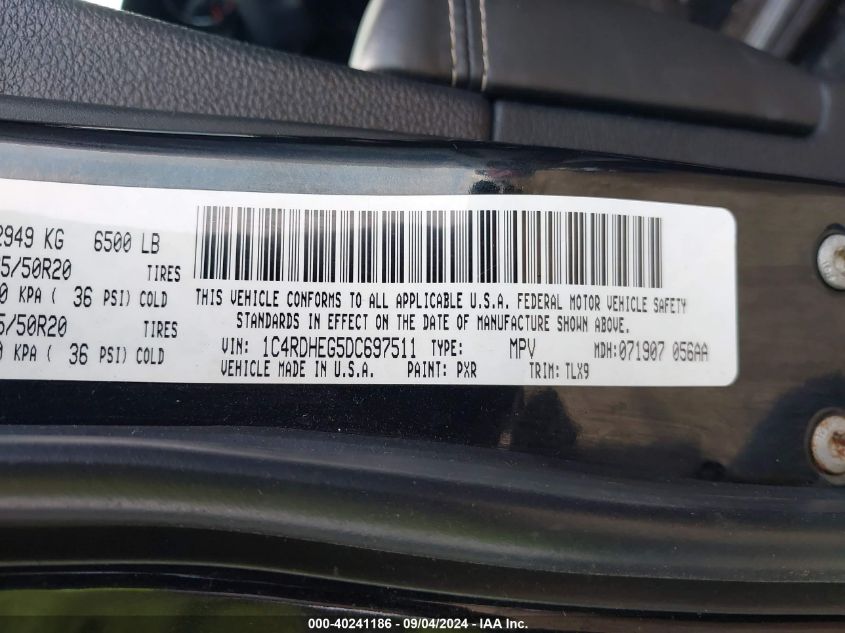 2949 KG 6500 LB
5/50R20 TIRES
0 KPA ( 36 PSI) COLD
5/50R20 TIRES
0 KPA ( 36 PSI) COLD
THIS VEHICLE CONFORMS TO ALL APPLICABLE U.S.A. FEDERAL MOTOR VEHICLE SAFETY
STANDARDS IN EFFECT ON THE DATE OF MANUFACTURE SHOWN ABOVE.
VIN: 1C4RDHEG5DC697511 TYPE: MPV MDH:071907 056AA
VEHICLE MADE IN U.S.A. PAINT: PXR TRIM: TLX9
000-40241186 - 09/04/2024 - IAA Inc.